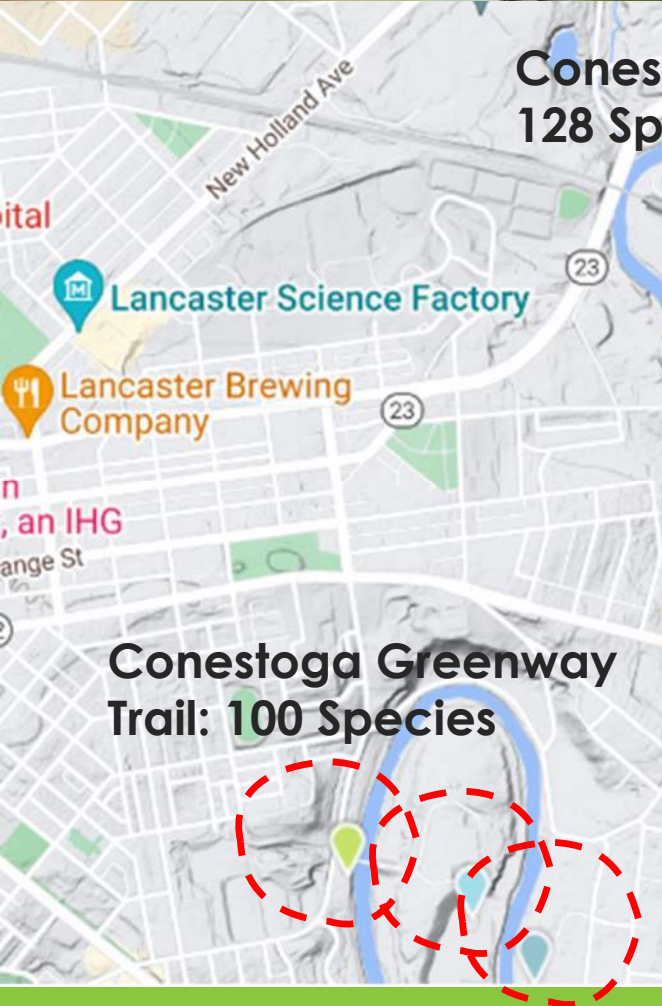 Cones
128 Sp
New Holland Ave
ital
23
Lancaster Science Factory
Lancaster Brewing
Company
23
n
, an IHG
ange St
Conestoga Greenway
Trail: 100 Species